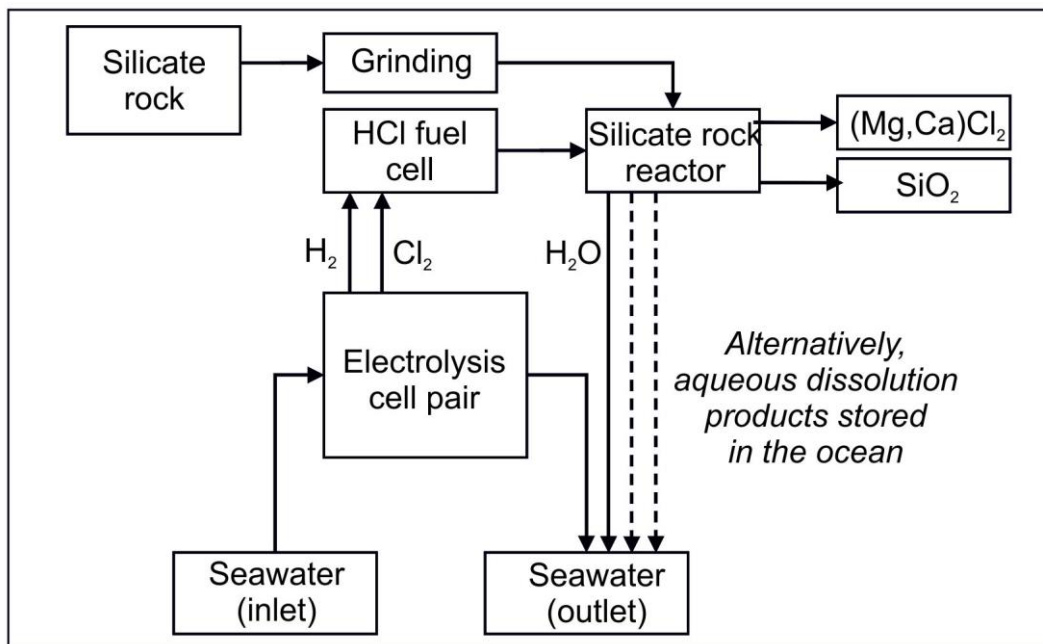 Silicate
rock
Grinding
HCl fuel
cell
Silicate rock
reactor
(Mg,Ca)Cl₂
SiO₂
H₂
Cl₂
H₂O
Electrolysis
cell pair
Alternatively,
aqueous dissolution
products stored
in the ocean
Seawater
(inlet)
Seawater
(outlet)